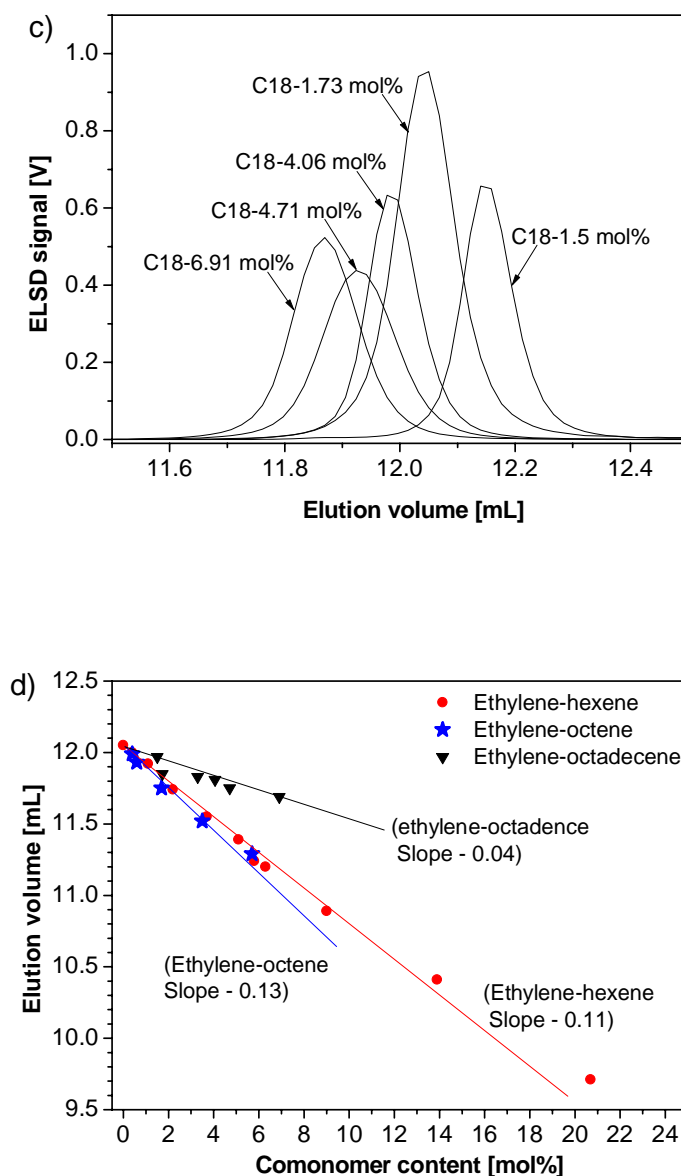 c)
ELSD signal [V]
1.0
0.8
0.6
0.4
0.2
0.0
C18-1.73 mol%
C18-4.06 mol%
C18-4.71 mol%
C18-6.91 mol%
C18-1.5 mol%
11.6 11.8 12.0 12.2 12.4
Elution volume [mL]
d)
Elution volume [mL]
12.5
12.0
11.5
11.0
10.5
10.0
9.5
Ethylene-hexene
Ethylene-octene
Ethylene-octadecene
(ethylene-octadence
Slope - 0.04)
(Ethylene-octene
Slope - 0.13)
(Ethylene-hexene
Slope - 0.11)
0 2 4 6 8 10 12 14 16 18 20 22 24
Comonomer content [mol%]